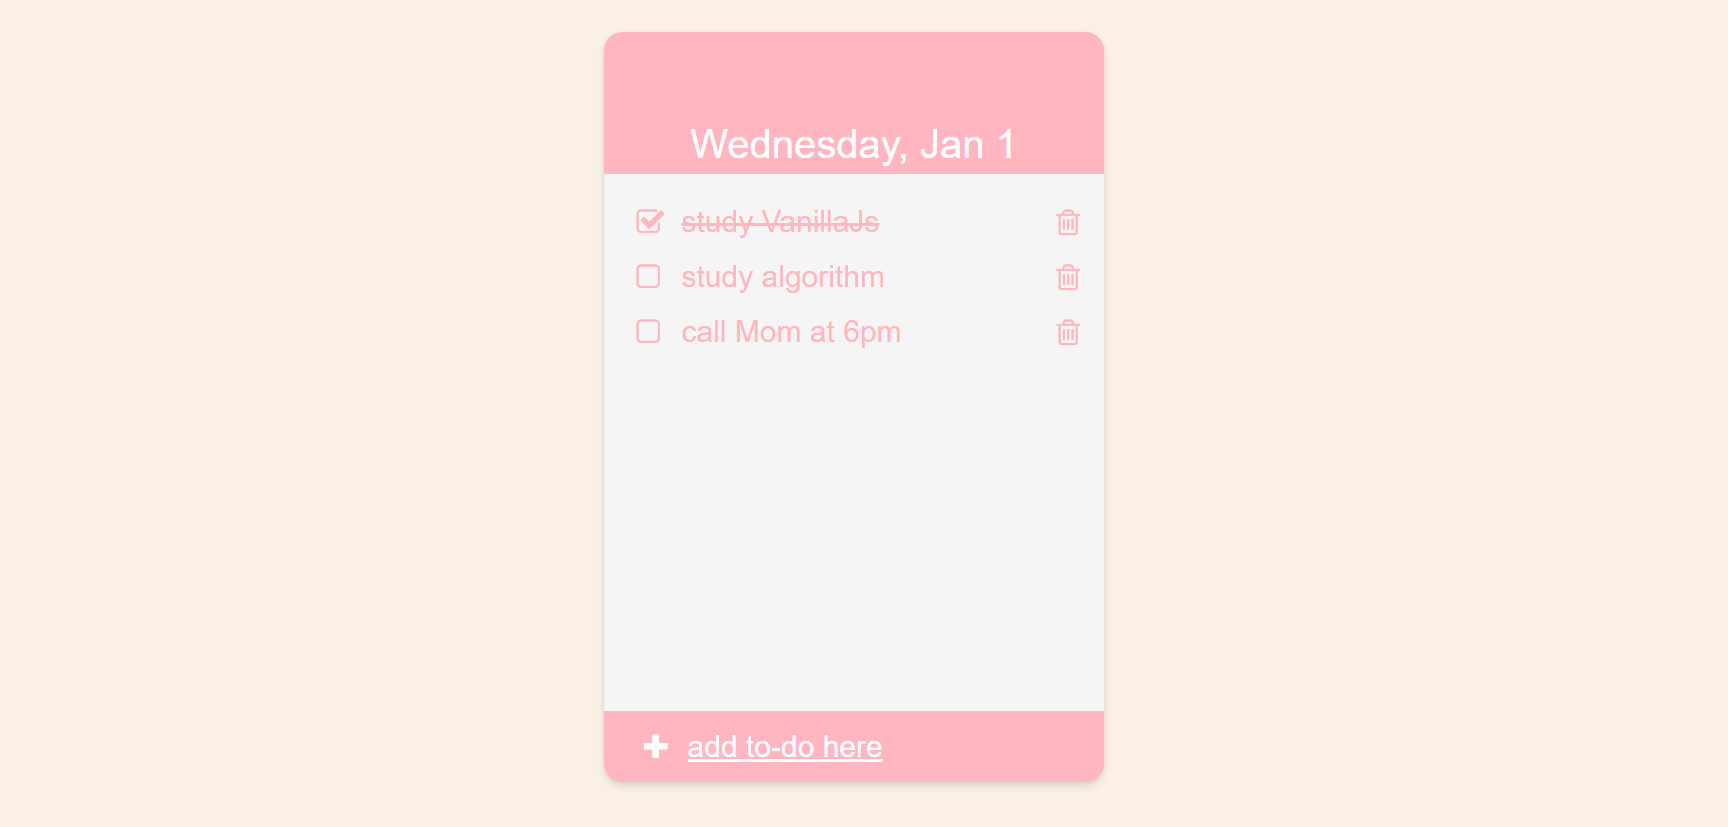 Wednesday, Jan 1
study VanillaJs
study algorithm
call Mom at 6pm
add to-do here